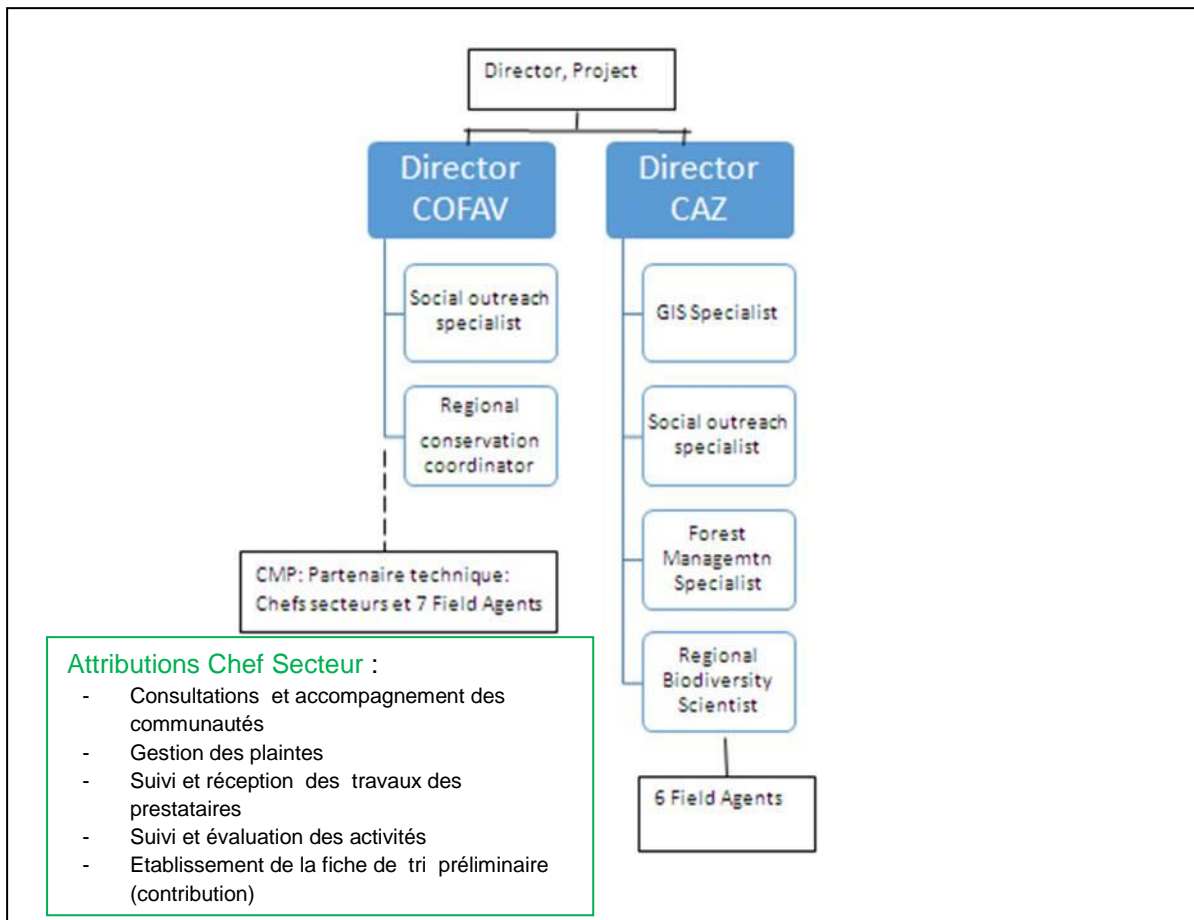 Director, Project
Director
COFAV
Social outreach
specialist
Regional
conservation
coordinator
CMP: Partenaire technique:
Chefs secteurs et 7 Field Agents
Director
CAZ
GIS Specialist
Social outreach
specialist
Forest
Managemtn
Specialist
Regional
Biodiversity
Scientist
6 Field Agents
Attributions Chef Secteur :
- Consultations et accompagnement des
communautés
- Gestion des plaintes
- Suivi et réception des travaux des
prestataires
- Suivi et évaluation des activités
- Etablissement de la fiche de tri préliminaire
(contribution)